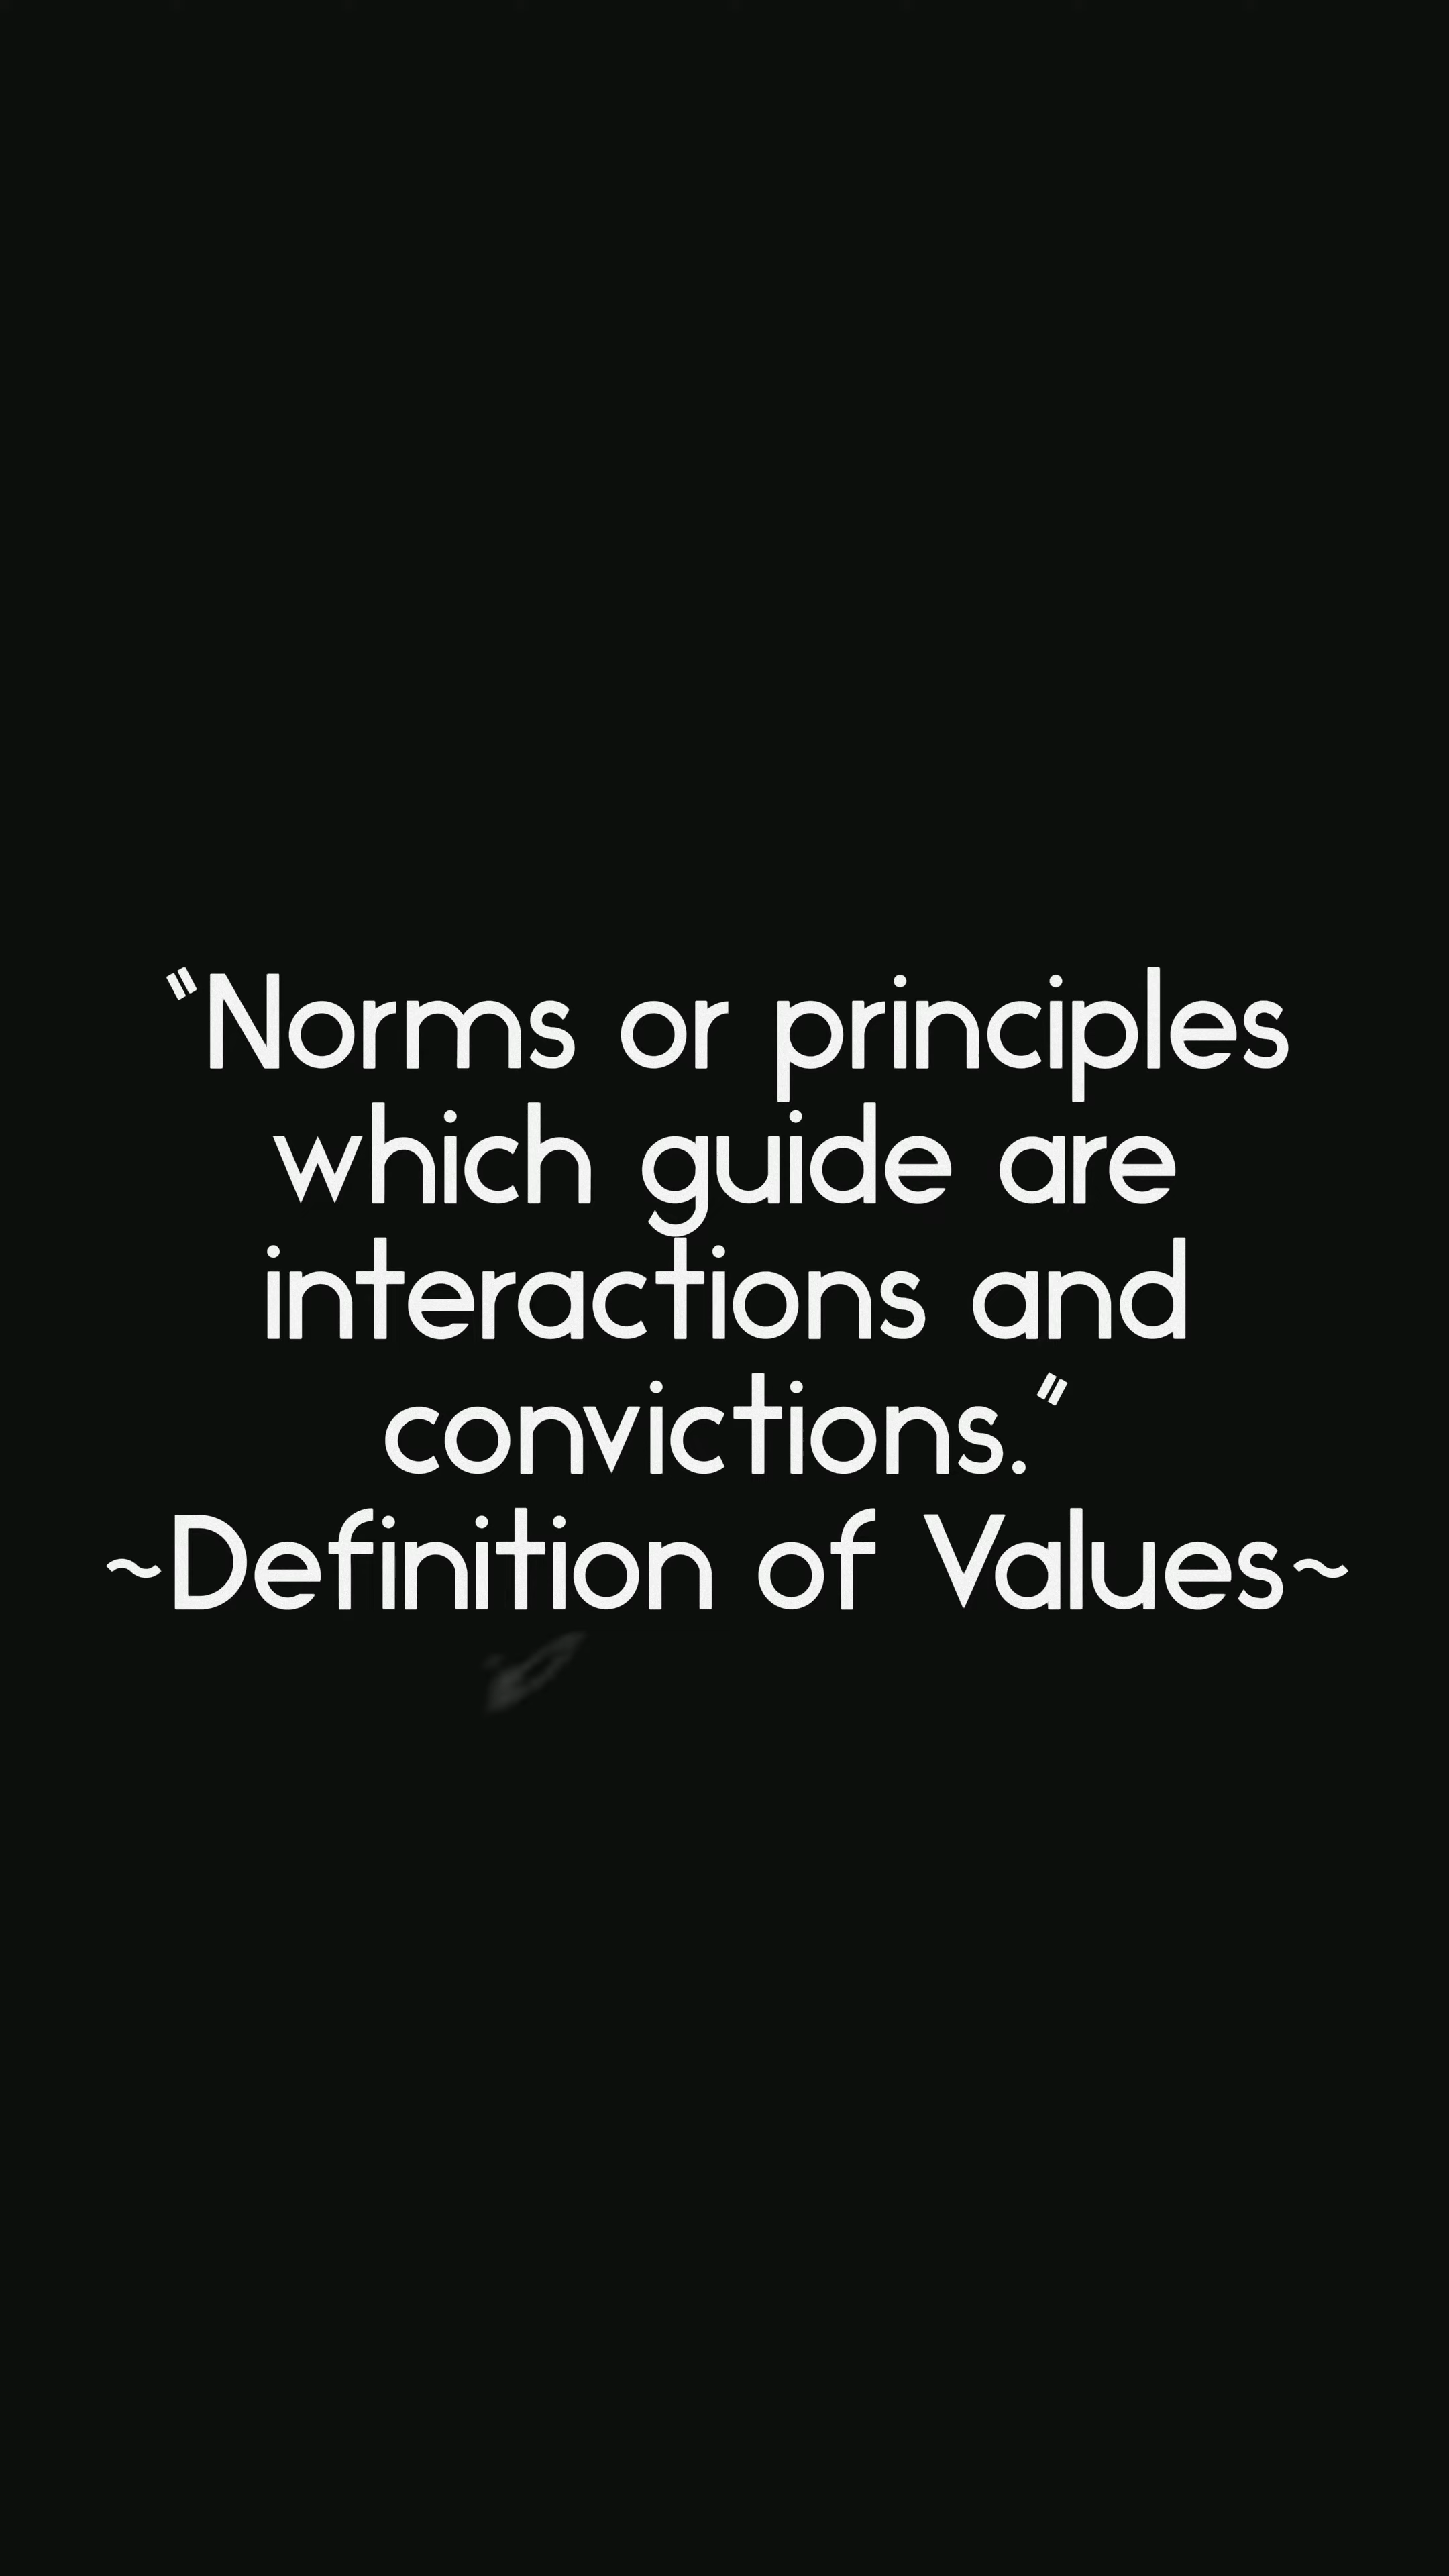 “Norms or principles
which guide are
interactions and
convictions.”
~Definition of Values~